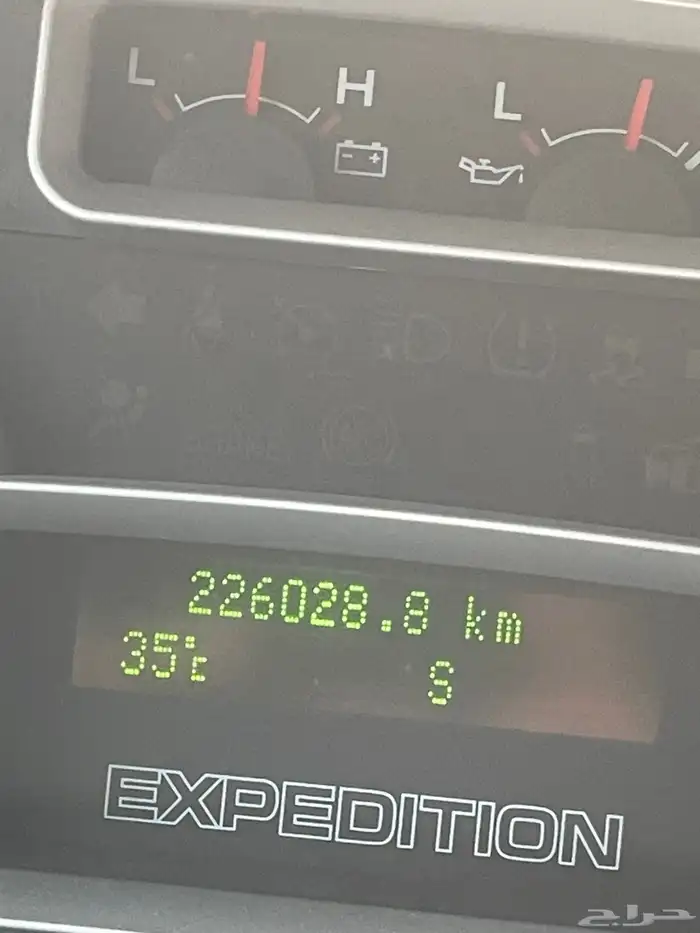 L H L
226028.8 km
35°C S
EXPEDITION
حراج